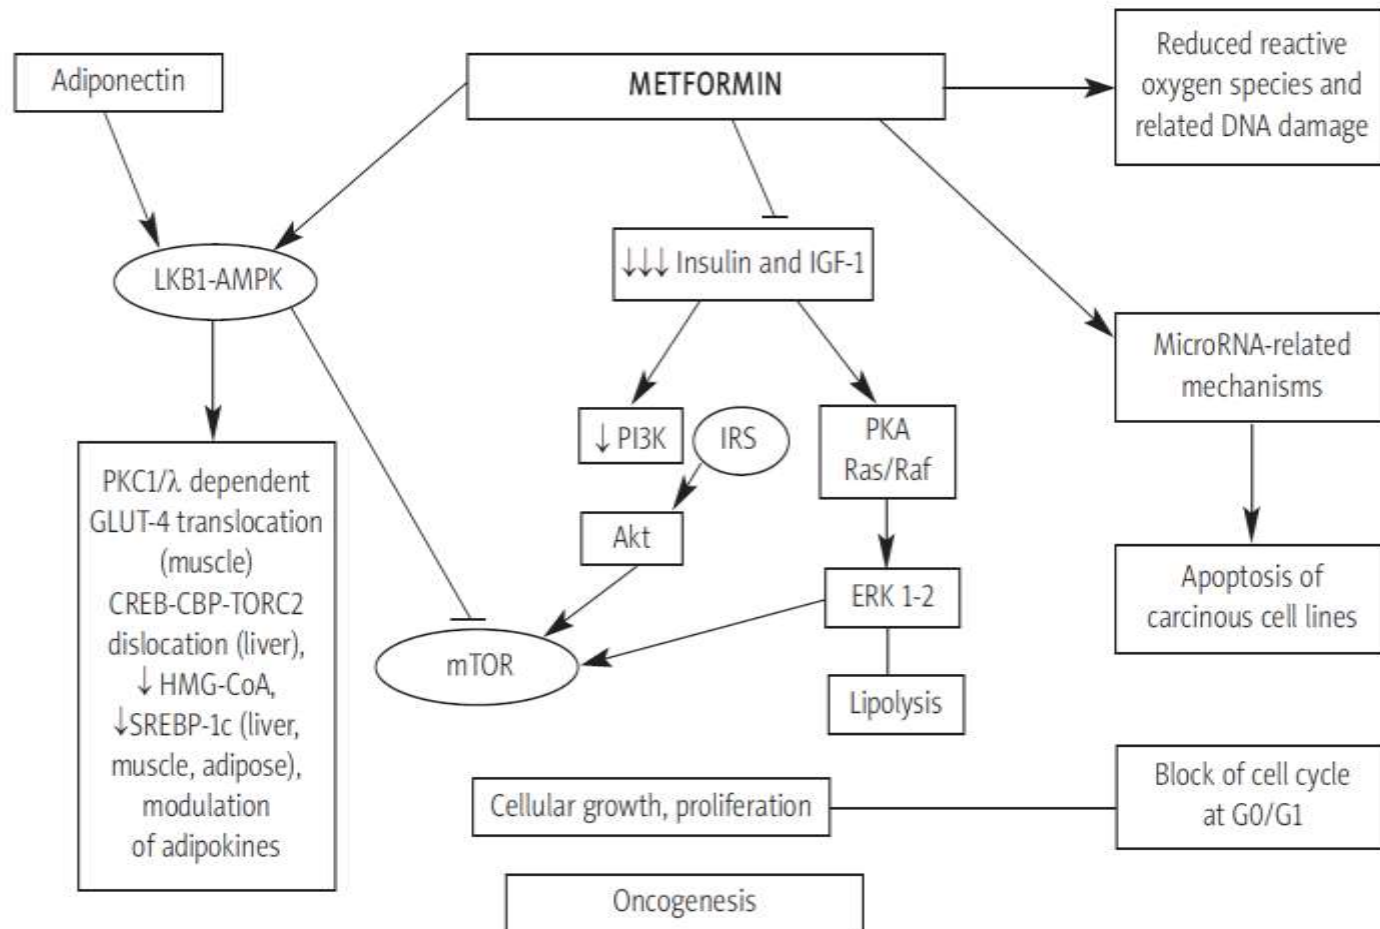 Adiponectin
METFORMIN
Reduced reactive
oxygen species and
related DNA damage
LKB1-AMPK
↓↓↓ Insulin and IGF-1
MicroRNA-related
mechanisms
↓ PI3K
IRS
PKA
Ras/Raf
PKC1/λ dependent
GLUT-4 translocation
(muscle)
CREB-CBP-TORC2
dislocation (liver),
↓ HMG-CoA,
↓SREBP-1c (liver,
muscle, adipose),
modulation
of adipokines
Akt
ERK 1-2
Apoptosis of
carcinous cell lines
mTOR
Lipolysis
Cellular growth, proliferation
Block of cell cycle
at G0/G1
Oncogenesis